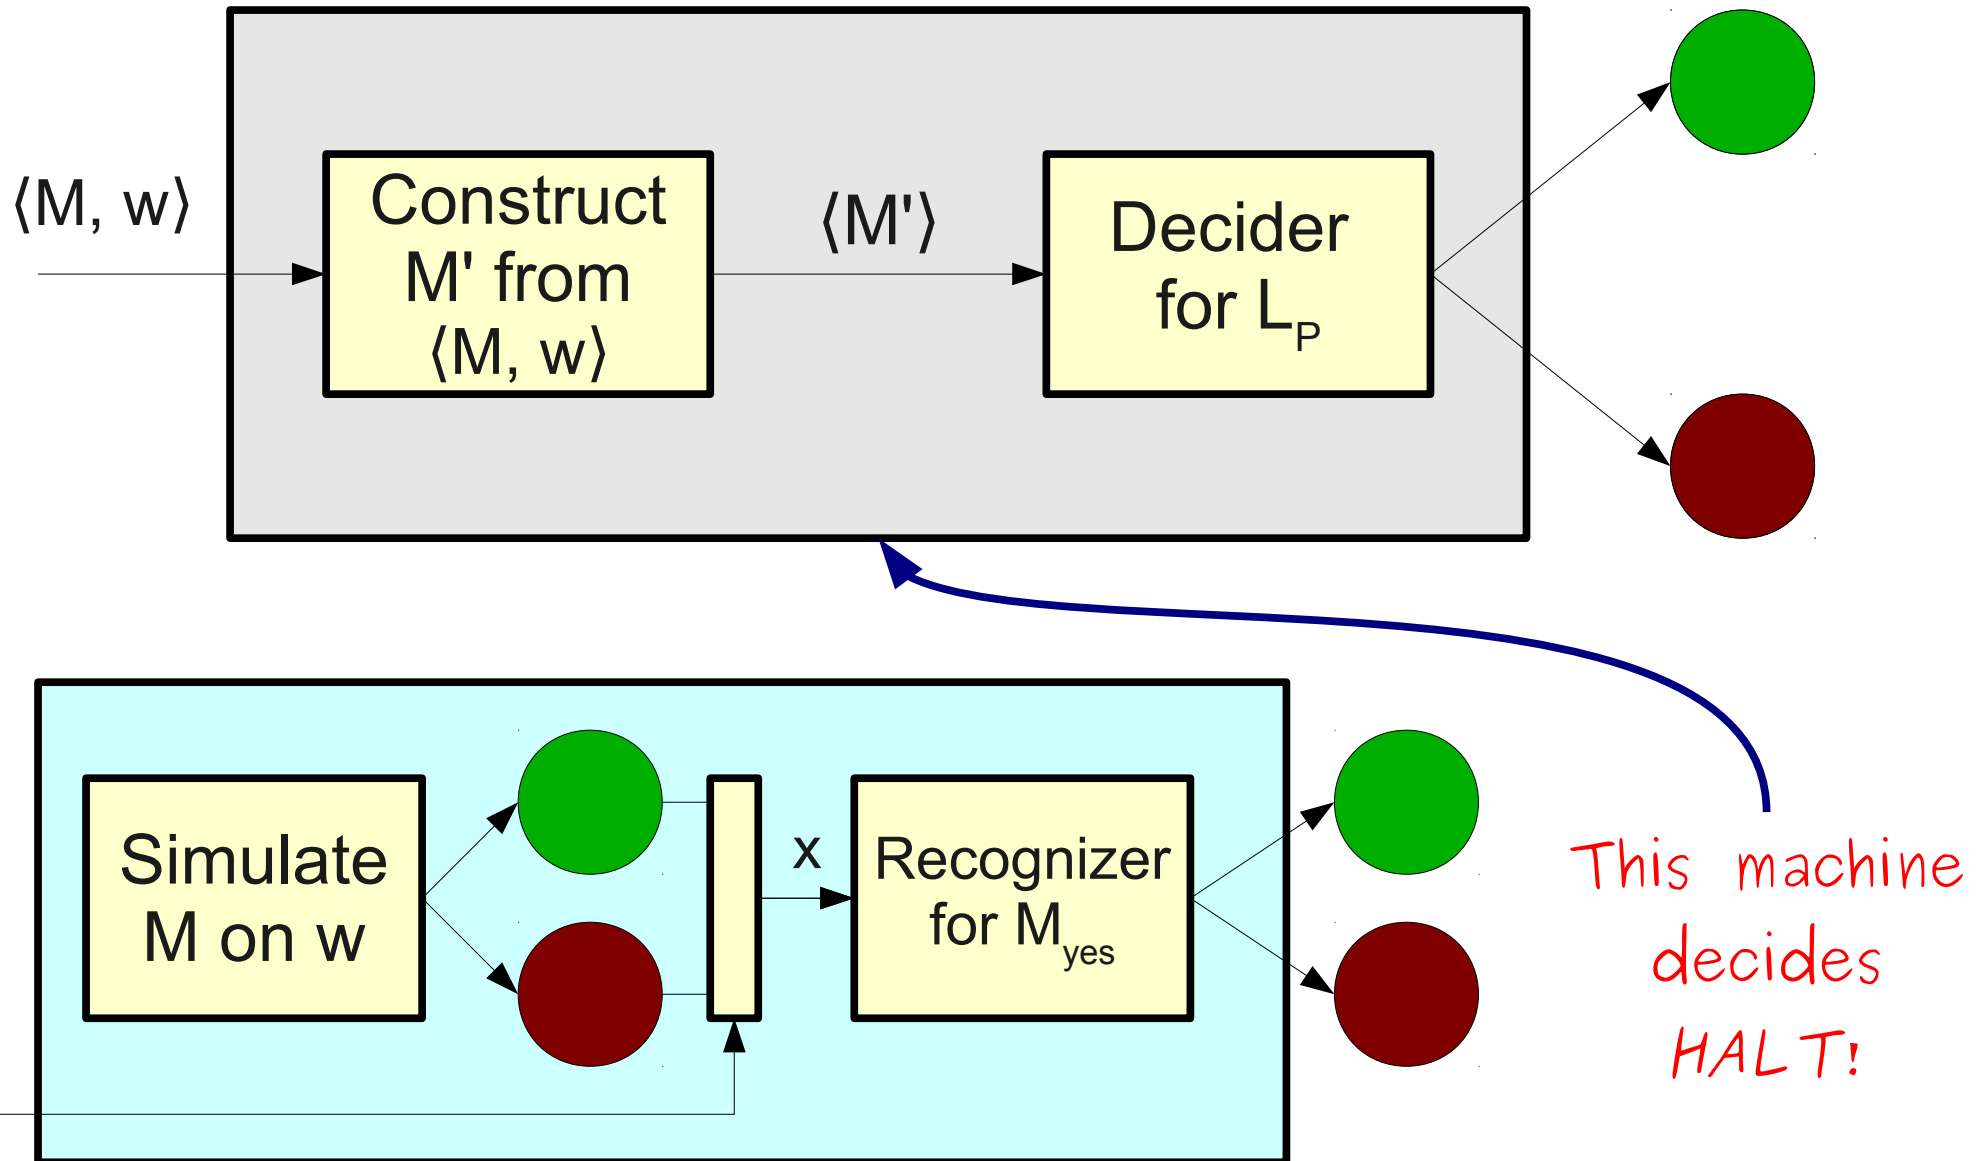 ⟨M, w⟩
Construct
M' from
⟨M, w⟩
⟨M'⟩
Decider
for L_P
Simulate
M on w
x
Recognizer
for M_yes
This machine
decides
HALT!